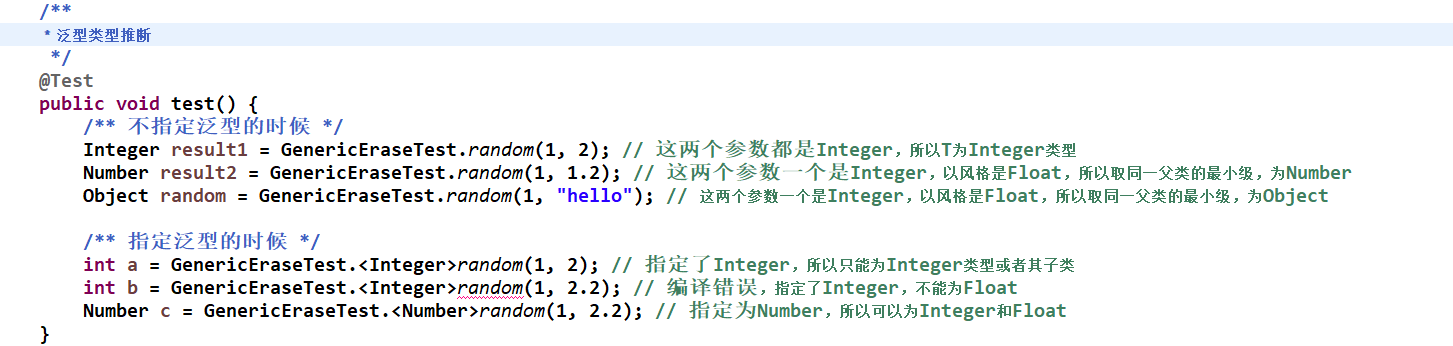 /**
* 泛型类型推断
*/
@Test
public void test() {
/** 不指定泛型的时候 */
Integer result1 = GenericEraseTest.random(1, 2); // 这两个参数都是Integer，所以T为Integer类型
Number result2 = GenericEraseTest.random(1, 1.2); // 这两个参数一个是Integer，以风格是Float，所以取同一父类的最小级，为Number
Object random = GenericEraseTest.random(1, "hello"); // 这两个参数一个是Integer，以风格是Float，所以取同一父类的最小级，为Object
/** 指定泛型的时候 */
int a = GenericEraseTest.<Integer>random(1, 2); // 指定了Integer，所以只能为Integer类型或者其子类
int b = GenericEraseTest.<Integer>random(1, 2.2); // 编译错误，指定了Integer，不能为Float
Number c = GenericEraseTest.<Number>random(1, 2.2); // 指定为Number，所以可以为Integer和Float
}